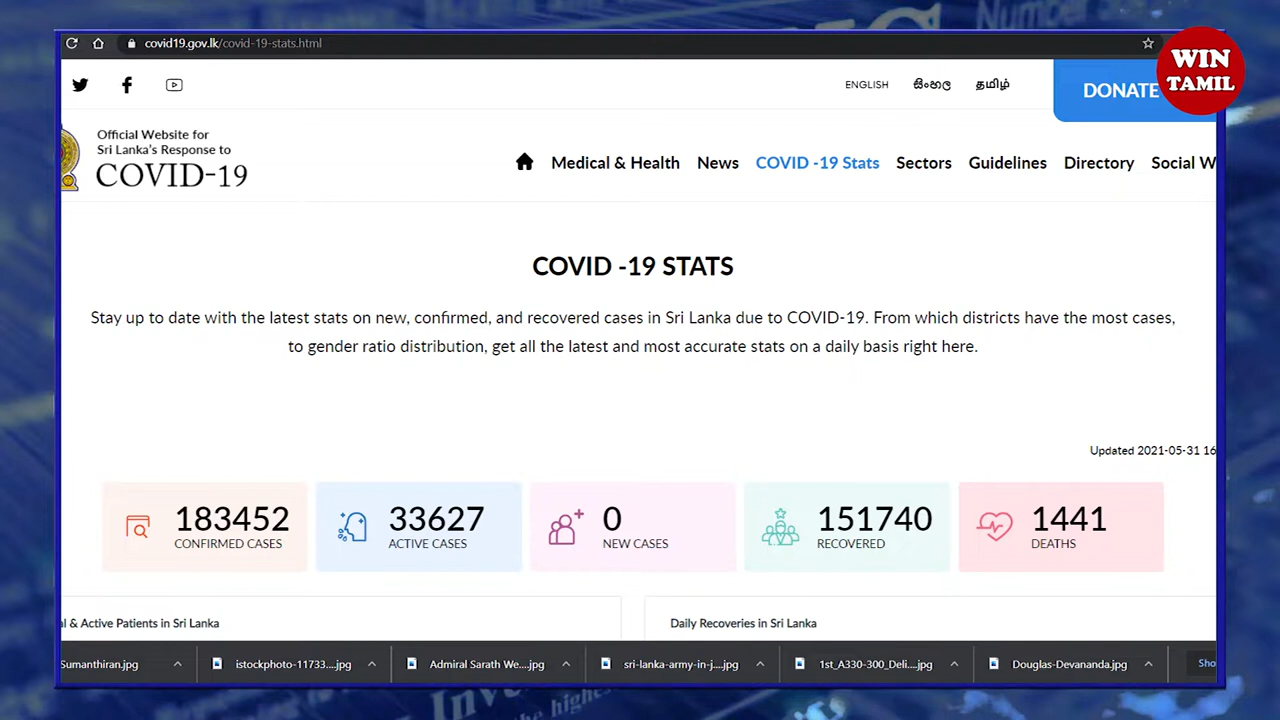 covid19.gov.lk/covid-19-stats.html
WIN
TAMIL
ENGLISH
සිංහල
தமிழ்
DONATE
Official Website for
Sri Lanka's Response to
COVID-19
Medical & Health
News
COVID -19 Stats
Sectors
Guidelines
Directory
Social W
COVID -19 STATS
Stay up to date with the latest stats on new, confirmed, and recovered cases in Sri Lanka due to COVID-19. From which districts have the most cases,
to gender ratio distribution, get all the latest and most accurate stats on a daily basis right here.
Updated 2021-05-31 16
183452
CONFIRMED CASES
33627
ACTIVE CASES
0
NEW CASES
151740
RECOVERED
1441
DEATHS
l & Active Patients in Sri Lanka
Daily Recoveries in Sri Lanka
Sumanthiran.jpg
istockphoto-11733....jpg
Admiral Sarath We....jpg
sri-lanka-army-in-j....jpg
1st_A330-300_Deli....jpg
Douglas-Devananda.jpg
Sho
the highes